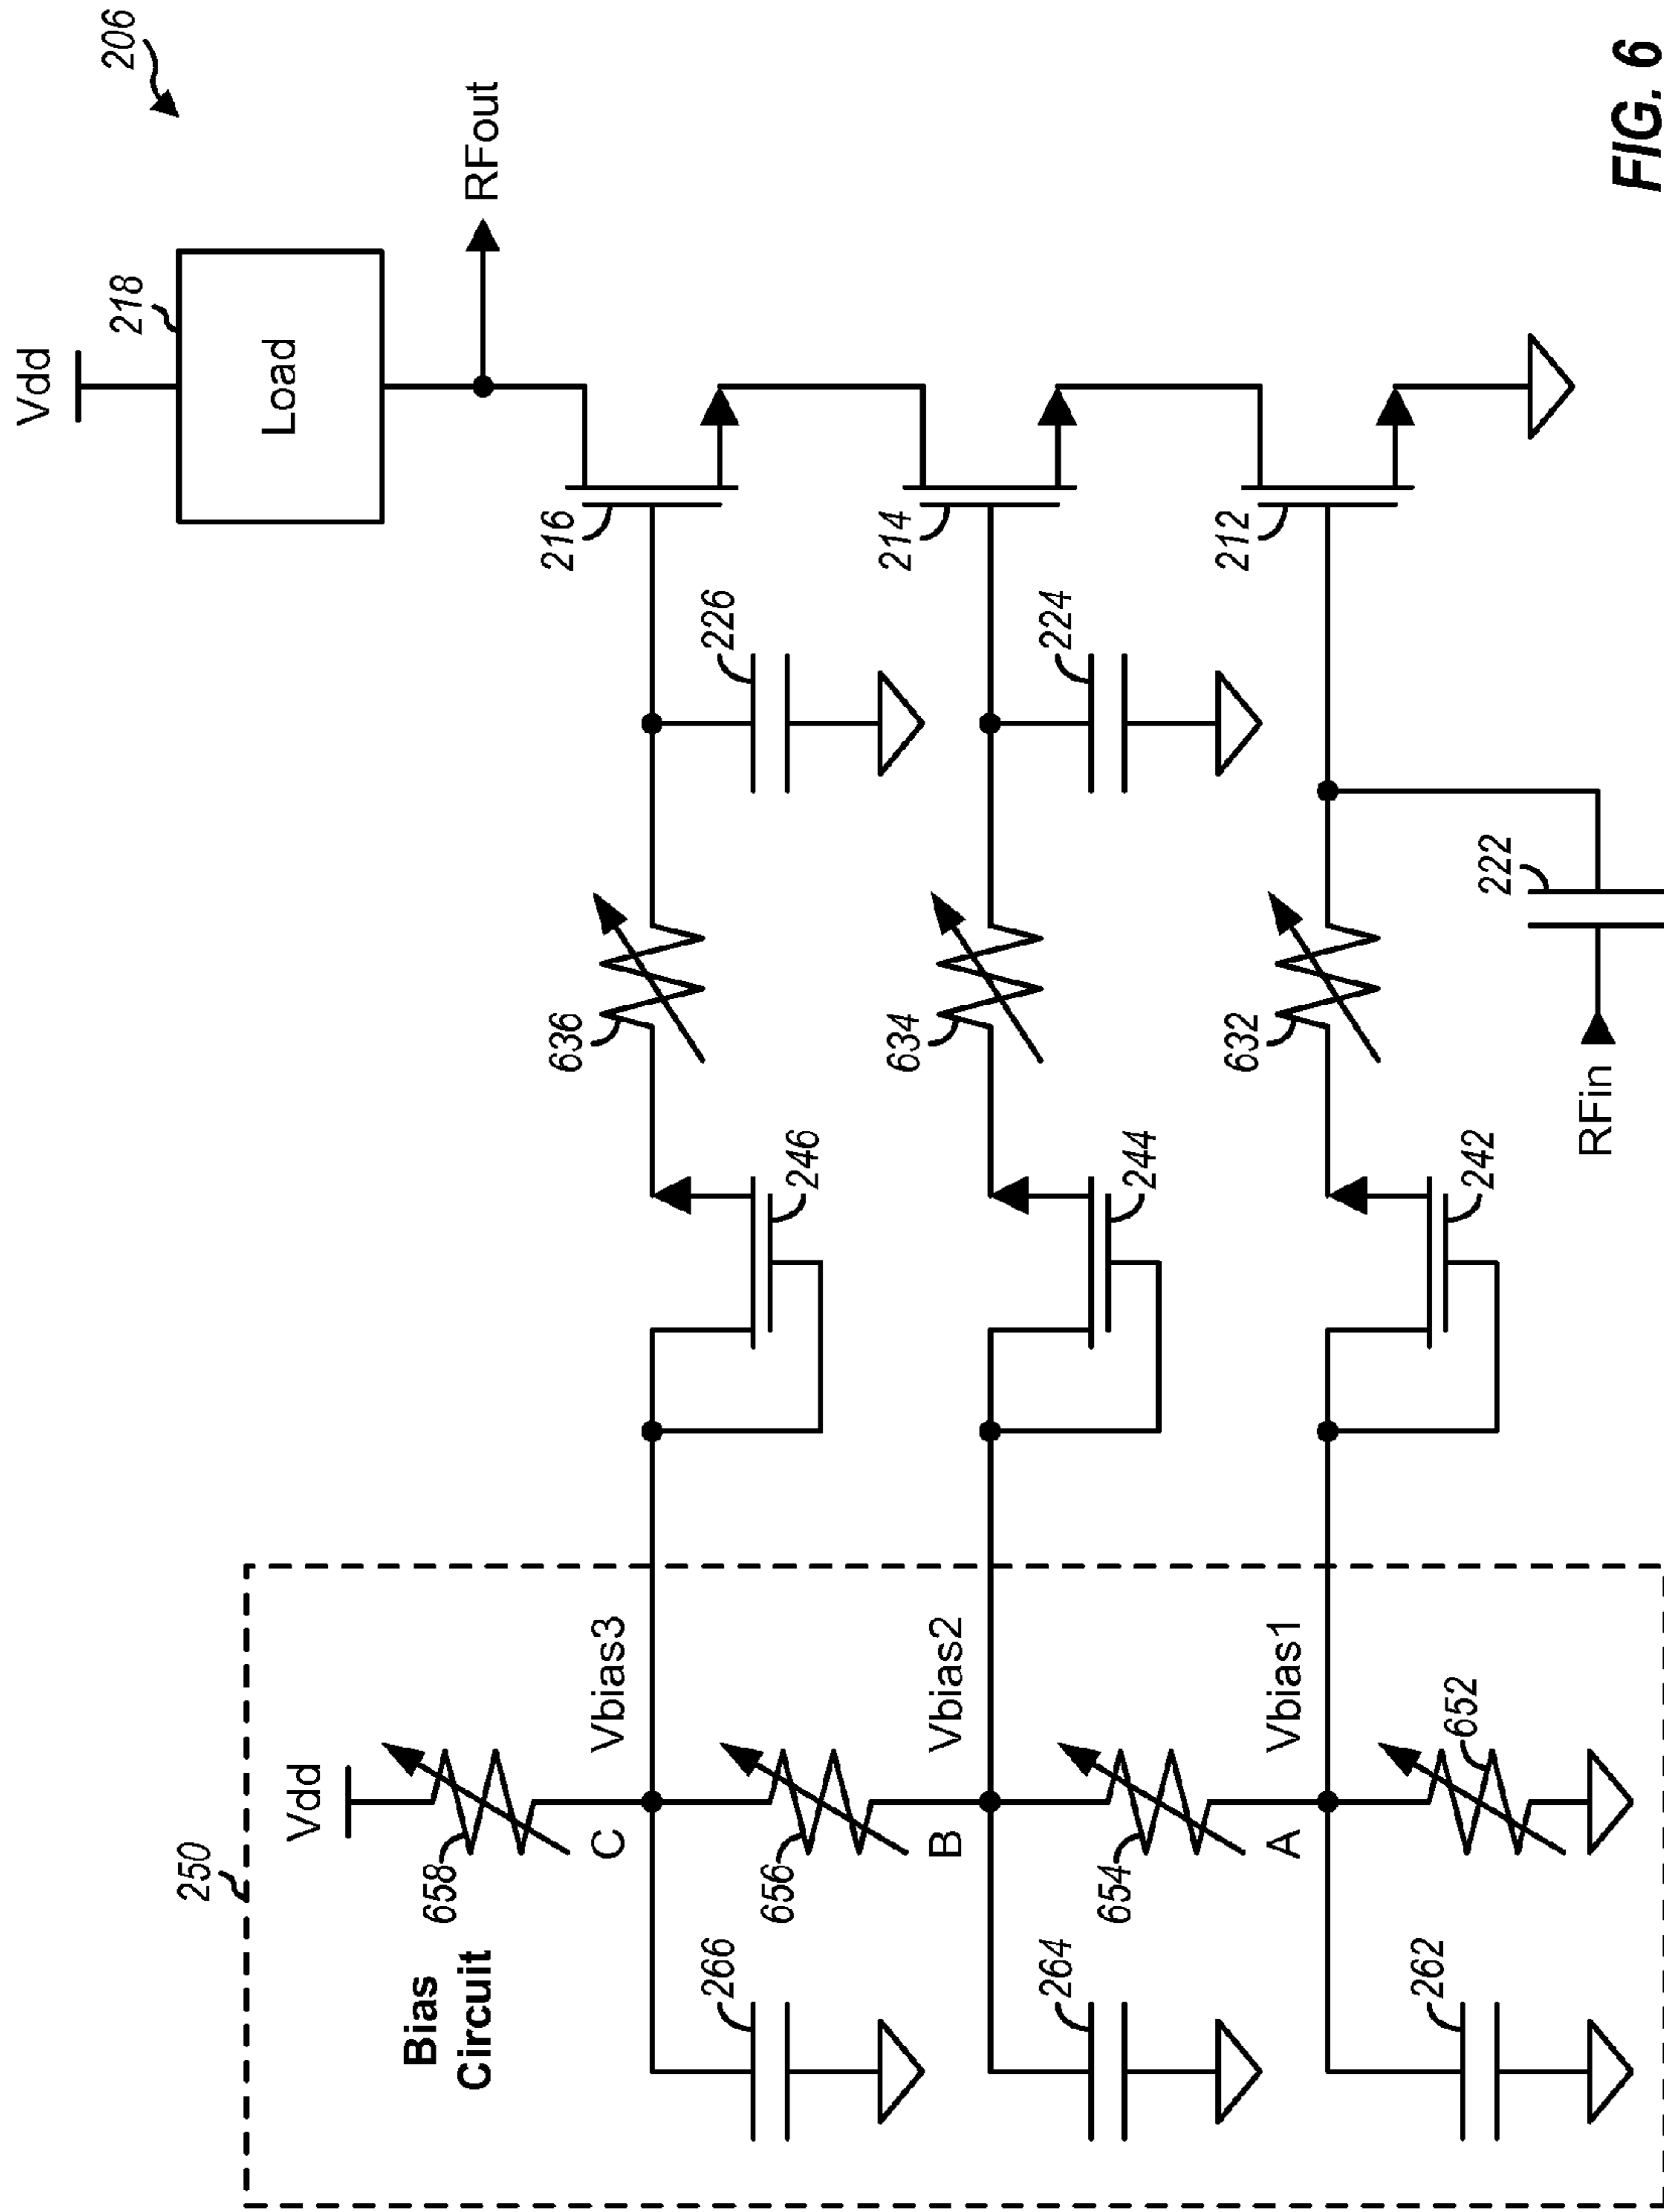 206
Vdd
218
Load
RFout
250
Vdd
658
Bias
Circuit
C
Vbias3
266
246
636
226
216
656
B
Vbias2
264
244
634
224
214
654
A
Vbias1
262
652
242
632
212
222
RFin
FIG. 6